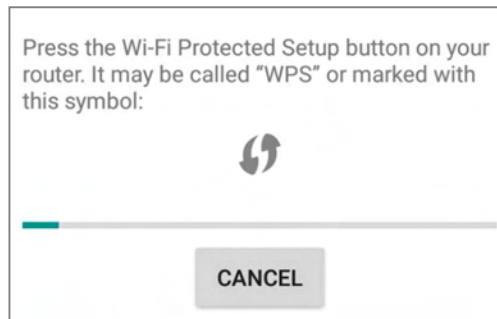 Press the Wi-Fi Protected Setup button on your
router. It may be called “WPS” or marked with
this symbol:
CANCEL